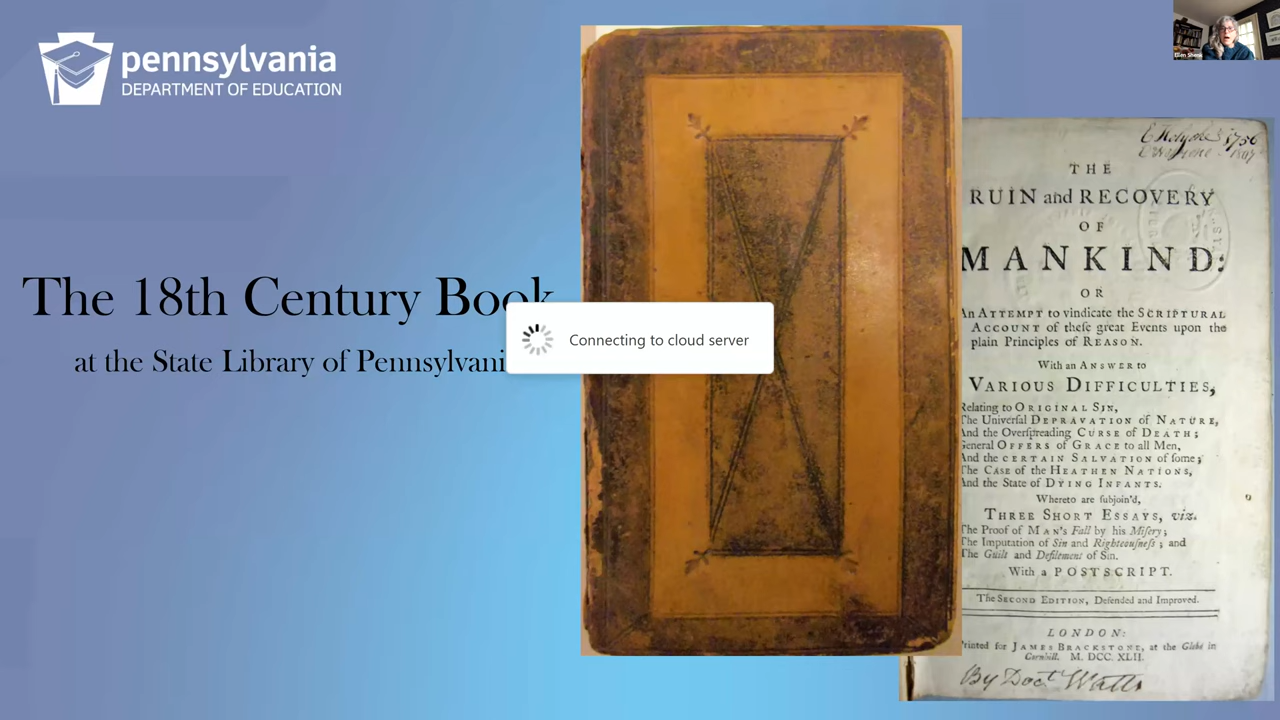 pennsylvania
DEPARTMENT OF EDUCATION
The 18th Century Book
at the State Library of Pennsylvani
Connecting to cloud server
1756
THE
RUIN and RECOVERY
OF
MANKIND:
OR
An ATTEMPT to vindicate the SCRIPTURAL
ACCOUNT of theſe great Events upon the
plain Principles of REASON.
With an ANSWER to
VARIOUS DIFFICULTIES,
Relating to ORIGINAL SIN,
The Univerſal DEPRAVATION of NATURE,
And the Overſpreading CURSE of DEATH;
General OFFERS of GRACE to all Men,
And the CERTAIN SALVATION of ſome;
The CASE of the HEATHEN NATIONS,
And the State of DYING INFANTS.
Whereto are ſubjoin'd,
THREE SHORT ESSAYS, viz.
The Proof of MAN's Fall by his Miſery;
The Imputation of Sin and Righteouſneſs; and
The Guilt and Defilement of Sin.
With a POSTSCRIPT.
The SECOND EDITION, Defended and Improved.
LONDON:
Printed for JAMES BRACKSTONE, at the Globe in
Cornhill. M. DCC. XLII.
By Doct Watts